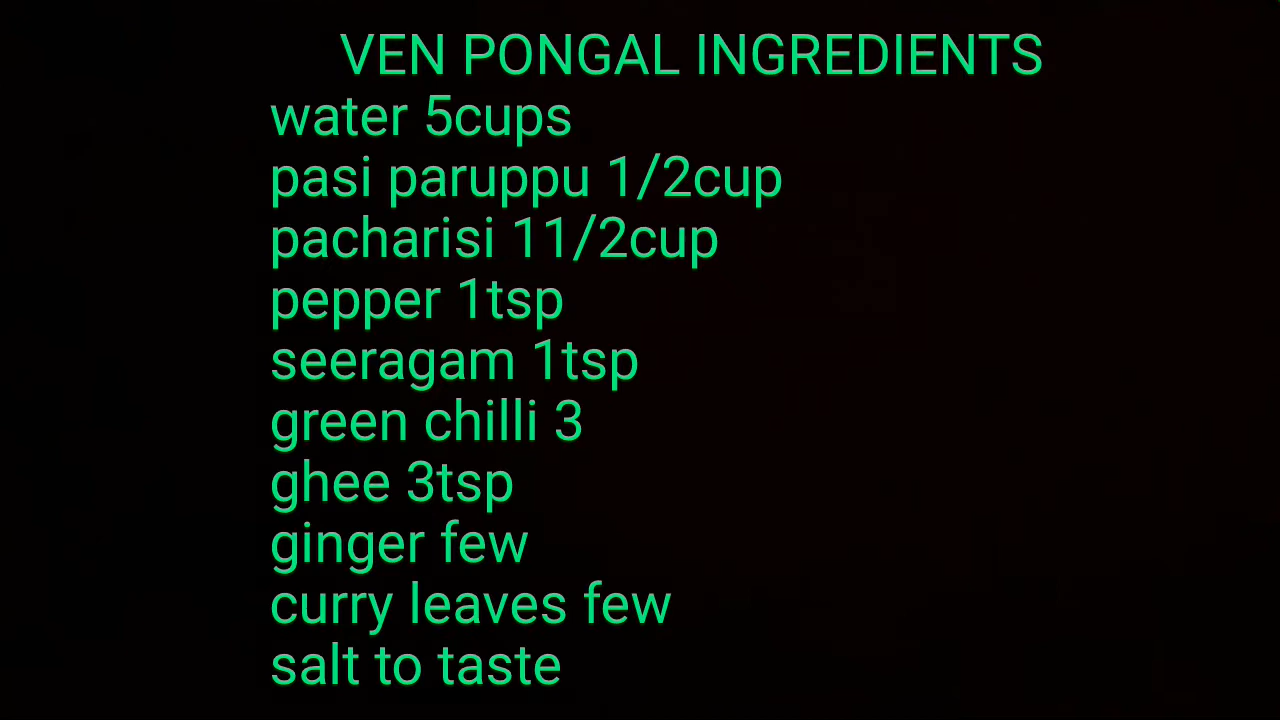 VEN PONGAL INGREDIENTS
water 5cups
pasi paruppu 1/2cup
pacharisi 11/2cup
pepper 1tsp
seeragam 1tsp
green chilli 3
ghee 3tsp
ginger few
curry leaves few
salt to taste